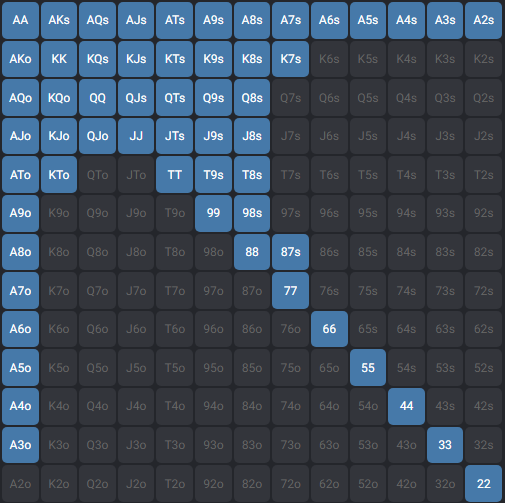 AA AKs AQs AJs ATs A9s A8s A7s A6s A5s A4s A3s A2s
AKo KK KQs KJs KTs K9s K8s K7s K6s K5s K4s K3s K2s
AQo KQo QQ QJs QTs Q9s Q8s Q7s Q6s Q5s Q4s Q3s Q2s
AJo KJo QJo JJ JTs J9s J8s J7s J6s J5s J4s J3s J2s
ATo KTo QTo JTo TT T9s T8s T7s T6s T5s T4s T3s T2s
A9o K9o Q9o J9o T9o 99 98s 97s 96s 95s 94s 93s 92s
A8o K8o Q8o J8o T8o 98o 88 87s 86s 85s 84s 83s 82s
A7o K7o Q7o J7o T7o 97o 87o 77 76s 75s 74s 73s 72s
A6o K6o Q6o J6o T6o 96o 86o 76o 66 65s 64s 63s 62s
A5o K5o Q5o J5o T5o 95o 85o 75o 65o 55 54s 53s 52s
A4o K4o Q4o J4o T4o 94o 84o 74o 64o 54o 44 43s 42s
A3o K3o Q3o J3o T3o 93o 83o 73o 63o 53o 43o 33 32s
A2o K2o Q2o J2o T2o 92o 82o 72o 62o 52o 42o 32o 22